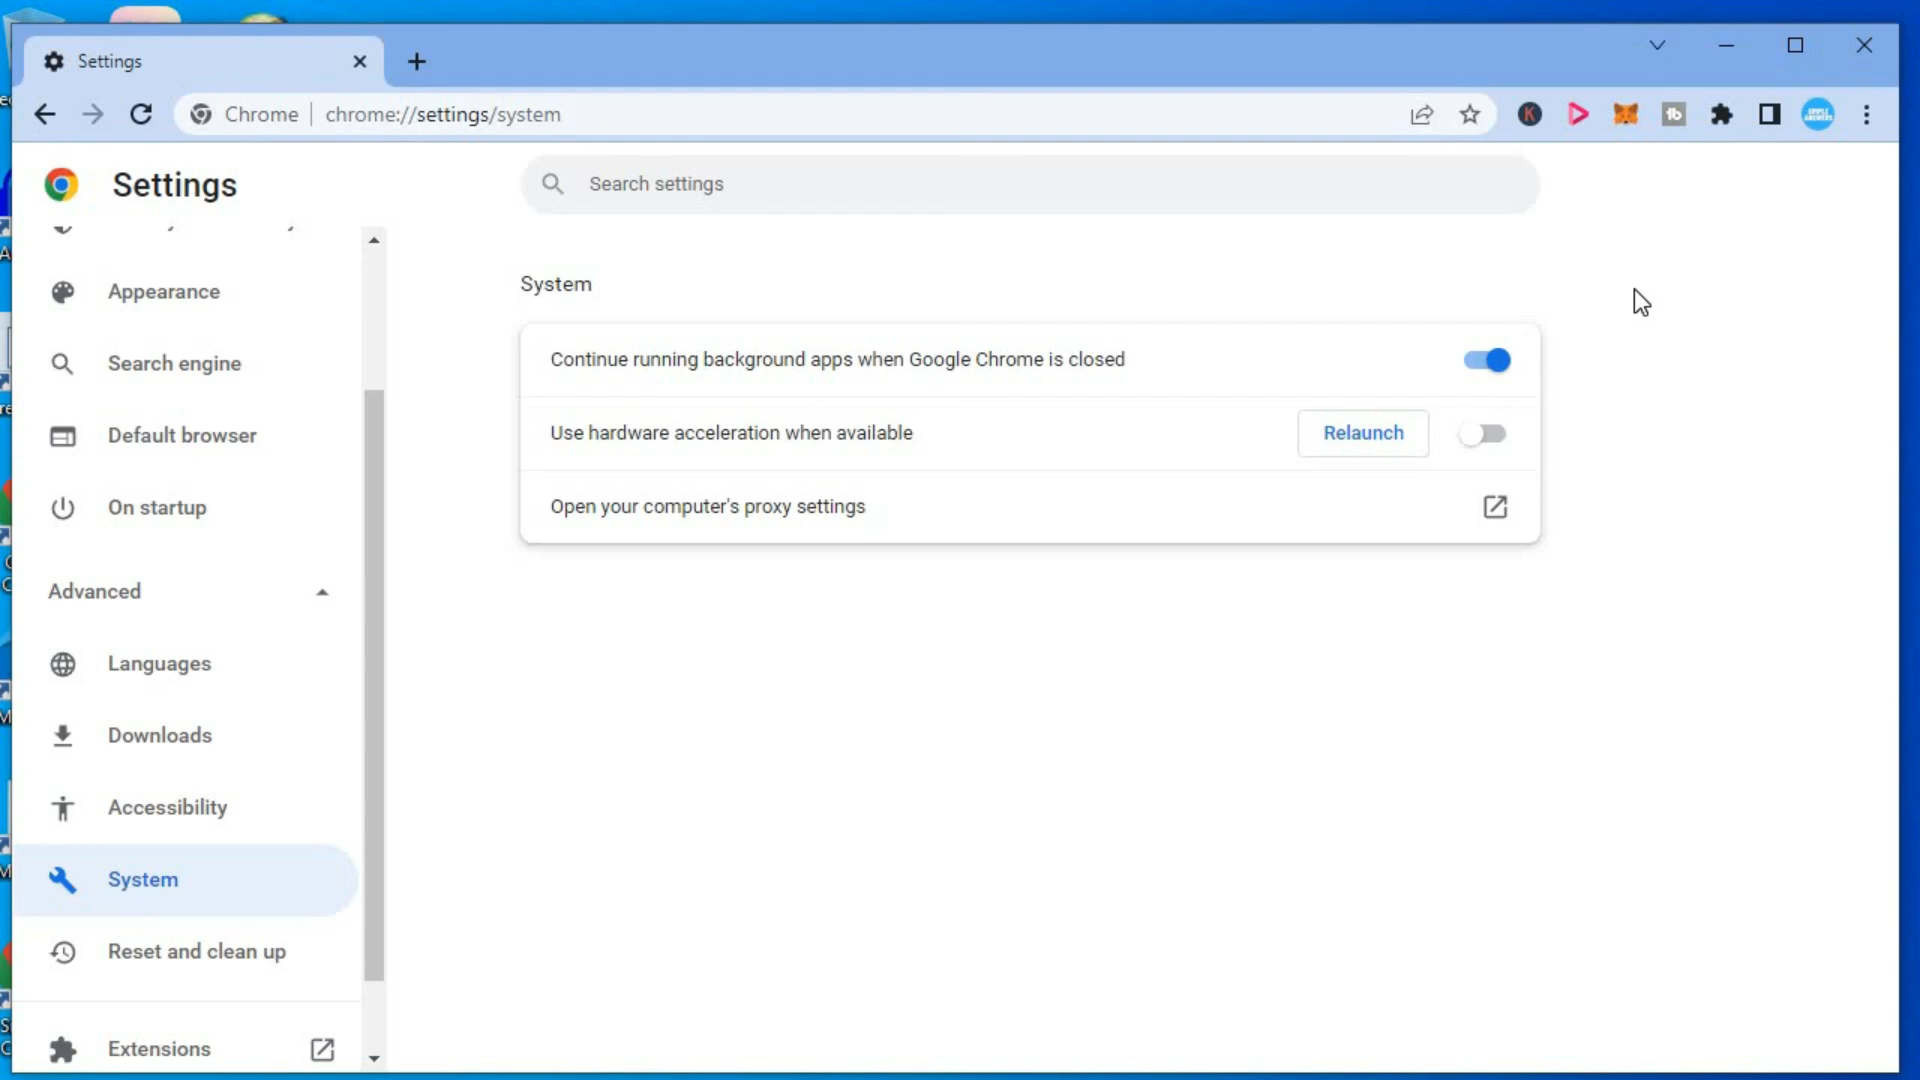 Settings
Chrome
chrome://settings/system
Settings
Search settings
Appearance
Search engine
Default browser
On startup
Advanced
Languages
Downloads
Accessibility
System
Reset and clean up
Extensions
System
Continue running background apps when Google Chrome is closed
Use hardware acceleration when available
Relaunch
Open your computer's proxy settings